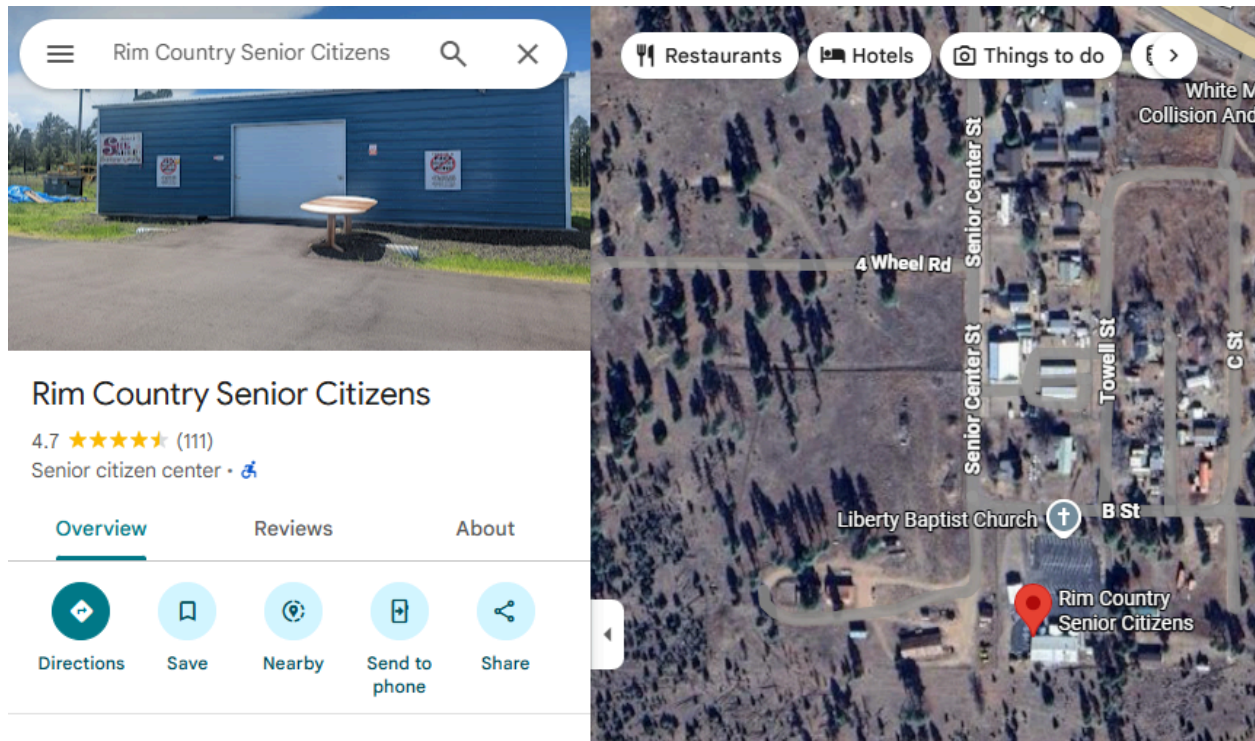 Rim Country Senior Citizens
Restaurants
Hotels
Things to do
White M
Collision And
Senior Center St
4 Wheel Rd
Senior Center St
Towell St
C St
Liberty Baptist Church
B St
Rim Country
Senior Citizens
Rim Country Senior Citizens
4.7 (111)
Senior citizen center •
Overview
Reviews
About
Directions
Save
Nearby
Send to
phone
Share